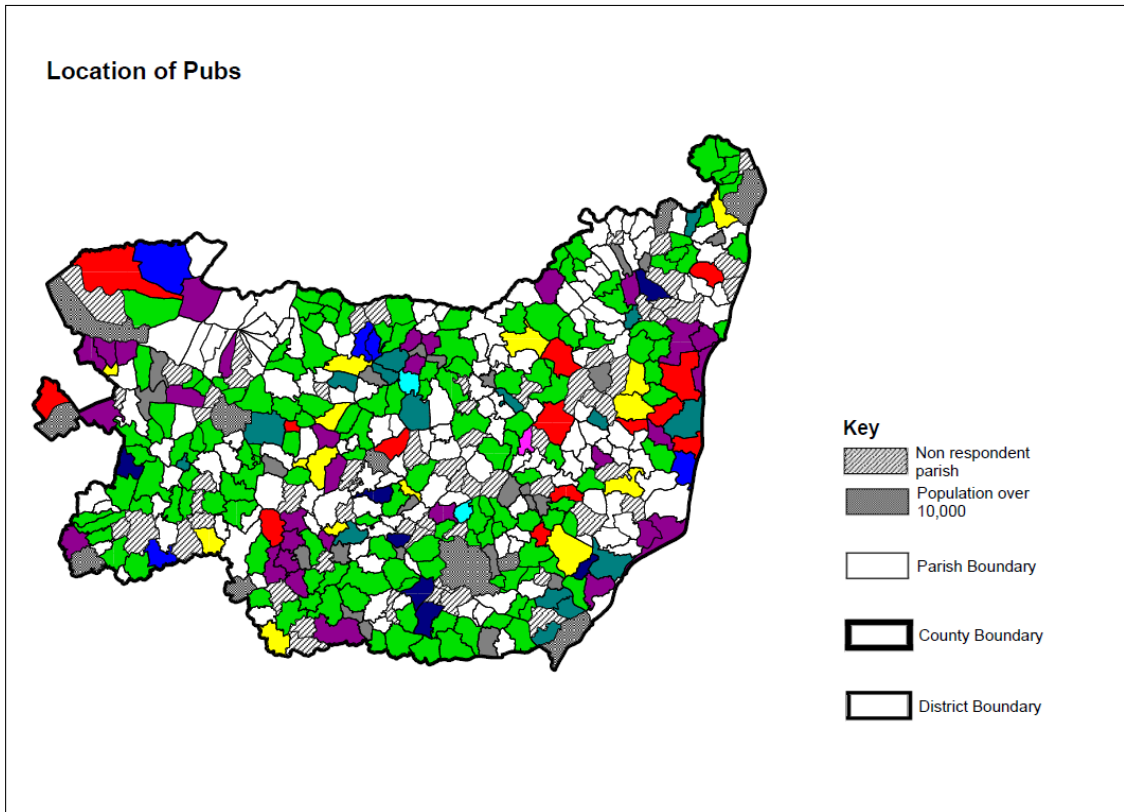 Location of Pubs
Key
Non respondent
parish
Population over
10,000
Parish Boundary
County Boundary
District Boundary